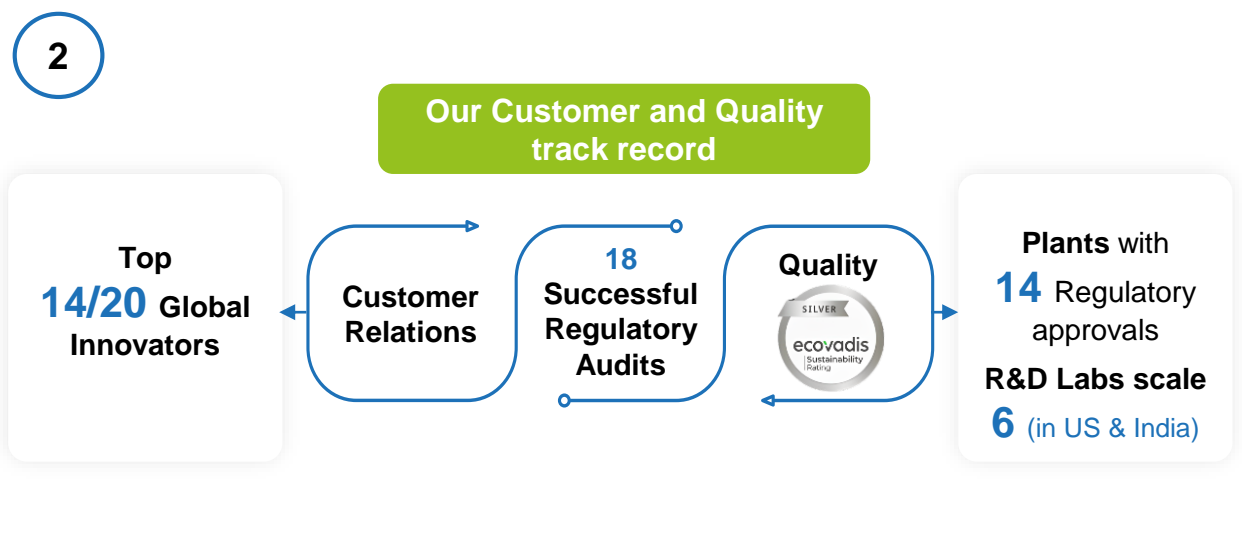 2
Our Customer and Quality
track record
Top
14/20 Global
Innovators
Customer
Relations
18
Successful
Regulatory
Audits
Quality
SILVER
ecovadis
Sustainability
Rating
Plants with
14 Regulatory
approvals
R&D Labs scale
6 (in US & India)